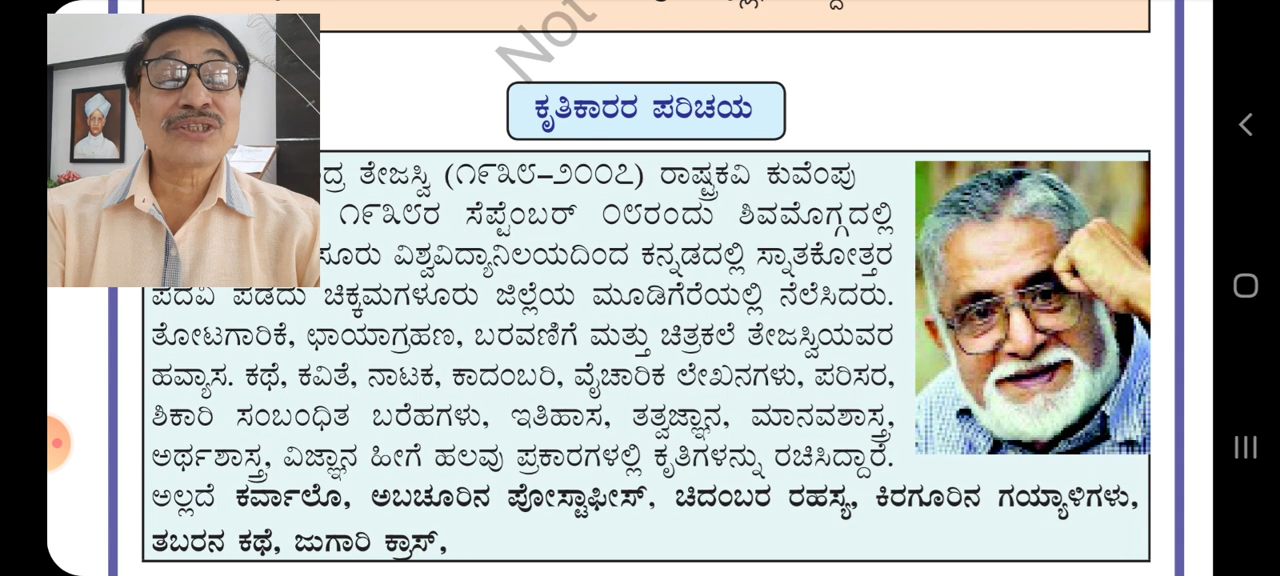 Not
ಕೃತಿಕಾರರ ಪರಿಚಯ
ತೇಜಸ್ವಿ (೧೯೩೮–೨೦೦೭) ರಾಷ್ಟ್ರಕವಿ ಕುವೆಂಪು
೧೯೩೮ರ ಸೆಪ್ಟೆಂಬರ್ ೦೮ರಂದು ಶಿವಮೊಗ್ಗದಲ್ಲಿ
ವಿಶ್ವವಿದ್ಯಾನಿಲಯದಿಂದ ಕನ್ನಡದಲ್ಲಿ ಸ್ನಾತಕೋತ್ತರ
ಚಿಕ್ಕಮಗಳೂರು ಜಿಲ್ಲೆಯ ಮೂಡಿಗೆರೆಯಲ್ಲಿ ನೆಲೆಸಿದರು.
ತೋಟಗಾರಿಕೆ, ಛಾಯಾಗ್ರಹಣ, ಬರವಣಿಗೆ ಮತ್ತು ಚಿತ್ರಕಲೆ ತೇಜಸ್ವಿಯವರ
ಹವ್ಯಾಸ. ಕಥೆ, ಕವಿತೆ, ನಾಟಕ, ಕಾದಂಬರಿ, ವೈಚಾರಿಕ ಲೇಖನಗಳು, ಪರಿಸರ,
ಶಿಕಾರಿ ಸಂಬಂಧಿತ ಬರೆಹಗಳು, ಇತಿಹಾಸ, ತತ್ವಜ್ಞಾನ, ಮಾನವಶಾಸ್ತ್ರ,
ಅರ್ಥಶಾಸ್ತ್ರ, ವಿಜ್ಞಾನ ಹೀಗೆ ಹಲವು ಪ್ರಕಾರಗಳಲ್ಲಿ ಕೃತಿಗಳನ್ನು ರಚಿಸಿದ್ದಾರೆ.
ಅಲ್ಲದೆ ಕರ್ವಾಲೊ, ಅಬಚೂರಿನ ಪೋಸ್ಟಾಫೀಸ್, ಚಿದಂಬರ ರಹಸ್ಯ, ಕಿರಗೂರಿನ ಗಯ್ಯಾಳಿಗಳು,
ತಬರನ ಕಥೆ, ಜುಗಾರಿ ಕ್ರಾಸ್,